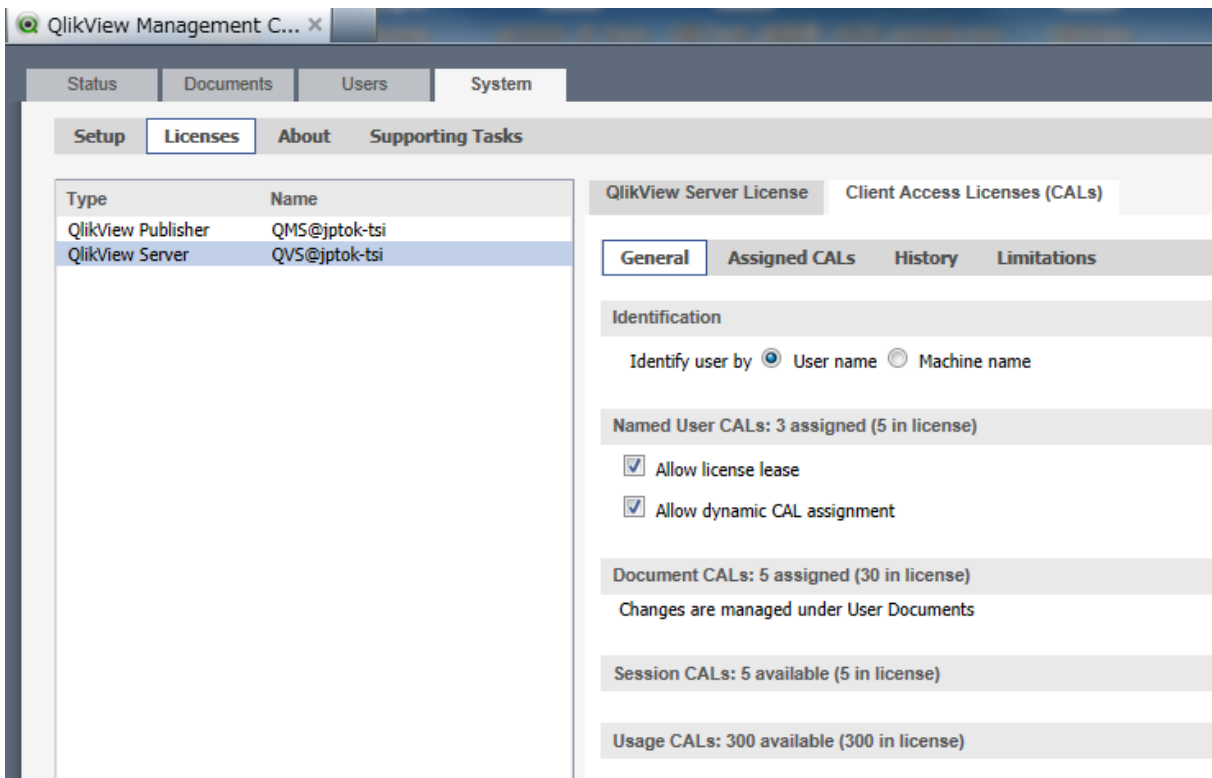 QlikView Management C... ×
Status Documents Users System
Setup Licenses About Supporting Tasks
Type Name
QlikView Publisher QMS@jptok-tsi
QlikView Server QVS@jptok-tsi
QlikView Server License Client Access Licenses (CALs)
General Assigned CALs History Limitations
Identification
Identify user by User name Machine name
Named User CALs: 3 assigned (5 in license)
Allow license lease
Allow dynamic CAL assignment
Document CALs: 5 assigned (30 in license)
Changes are managed under User Documents
Session CALs: 5 available (5 in license)
Usage CALs: 300 available (300 in license)